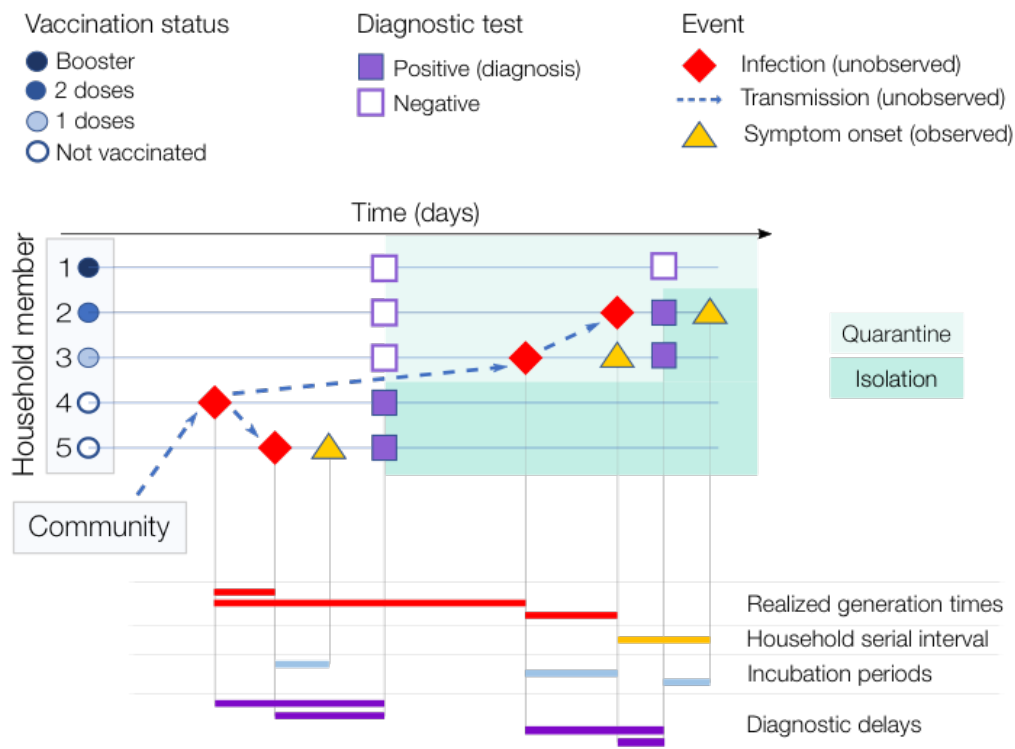 Vaccination status
Booster
2 doses
1 doses
Not vaccinated
Diagnostic test
Positive (diagnosis)
Negative
Event
Infection (unobserved)
Transmission (unobserved)
Symptom onset (observed)
Time (days)
Household member
1
2
3
4
5
Quarantine
Isolation
Community
Realized generation times
Household serial interval
Incubation periods
Diagnostic delays